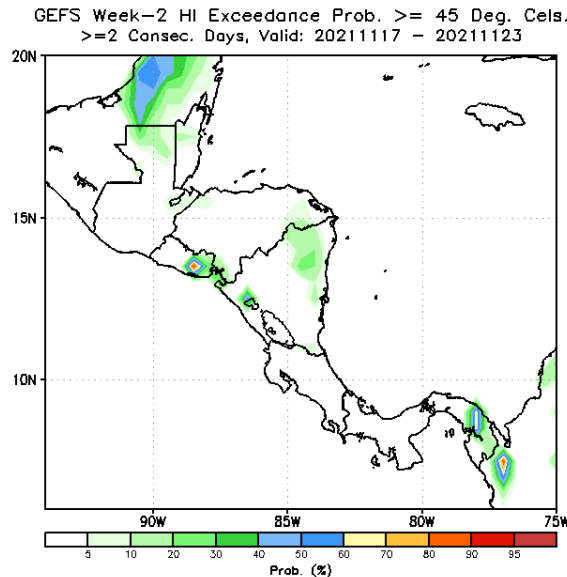 GEFS Week-2 HI Exceedance Prob. >= 45 Deg. Cels.
>=2 Consec. Days, Valid: 20211117 - 20211123
20N
15N
10N
90W
85W
80W
75W
5 10 20 30 40 50 60 70 80 90 95
Prob. (%)